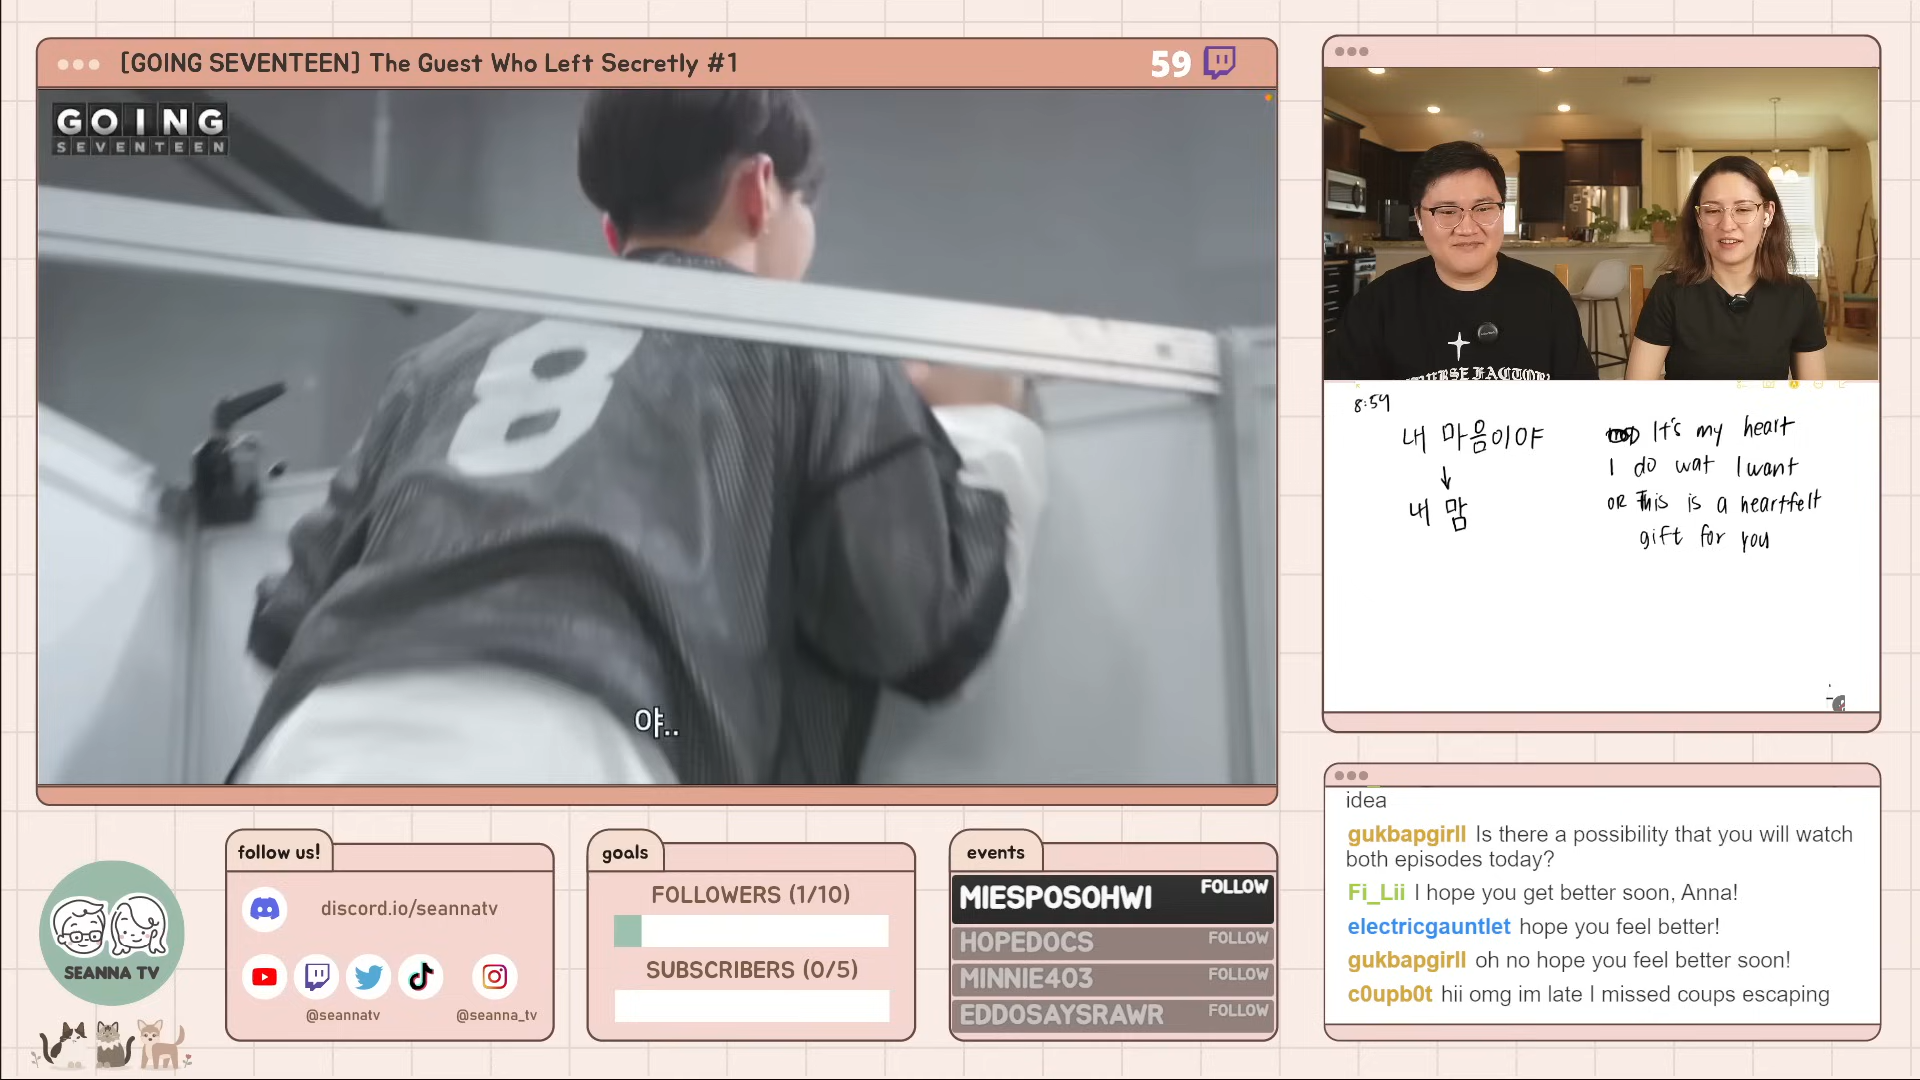 [GOING SEVENTEEN] The Guest Who Left Secretly #1
59
GOING
SEVENTEEN
8
야..
8:59
내 마음이야
내 맘
It's my heart
I do wat I want
OR This is a heartfelt
gift for you
idea
gukbapgirll Is there a possibility that you will watch
both episodes today?
Fi_Lii I hope you get better soon, Anna!
electricgauntlet hope you feel better!
gukbapgirll oh no hope you feel better soon!
c0upb0t hii omg im late I missed coups escaping
SEANNA TV
follow us!
discord.io/seannatv
@seannatv
@seanna_tv
goals
FOLLOWERS (1/10)
SUBSCRIBERS (0/5)
events
MIESPOSOHWI FOLLOW
HOPEDOCS FOLLOW
MINNIE403 FOLLOW
EDDOSAYSRAWR FOLLOW